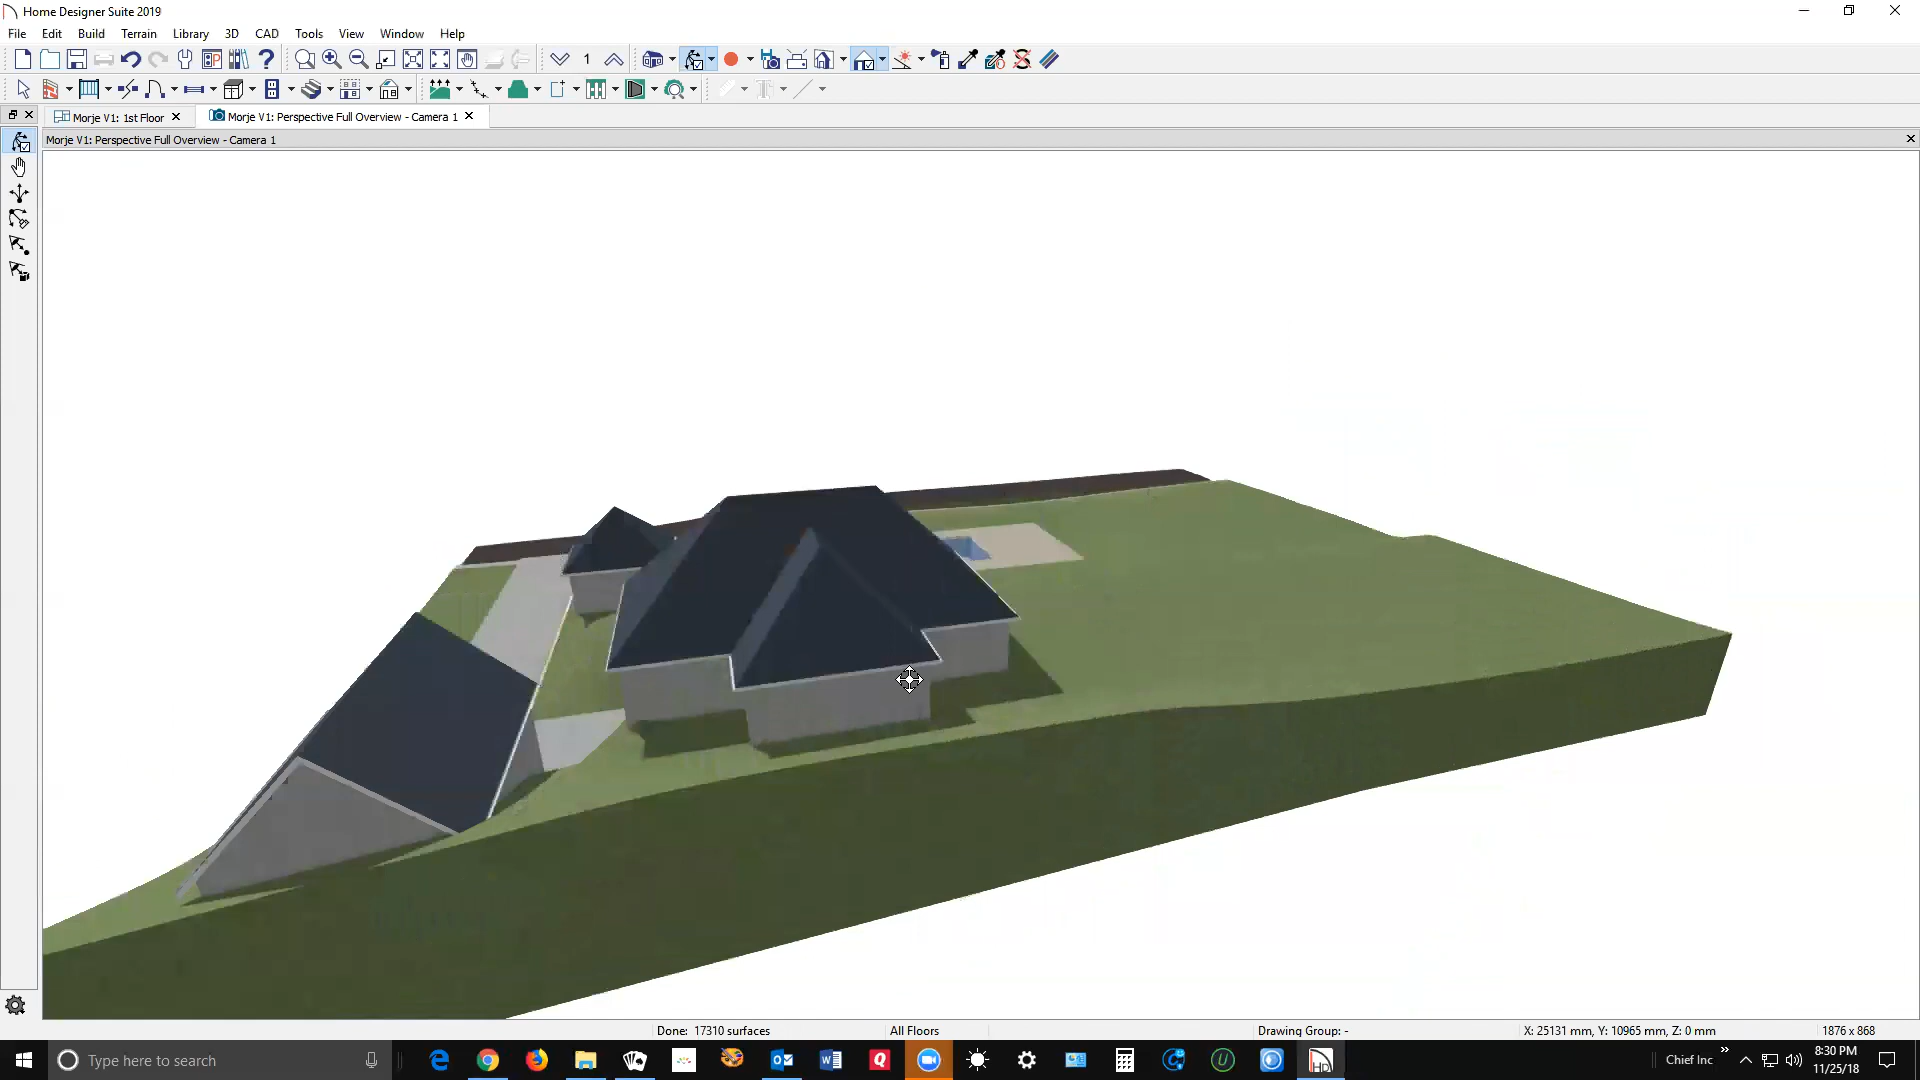 Home Designer Suite 2019
File Edit Build Terrain Library 3D CAD Tools View Window Help
1
Morje V1: 1st Floor Morje V1: Perspective Full Overview - Camera 1
Morje V1: Perspective Full Overview - Camera 1
Done: 17310 surfaces All Floors Drawing Group: - X: 25131 mm, Y: 10965 mm, Z: 0 mm 1876 x 868
Type here to search Chief Inc 8:30 PM
11/25/18